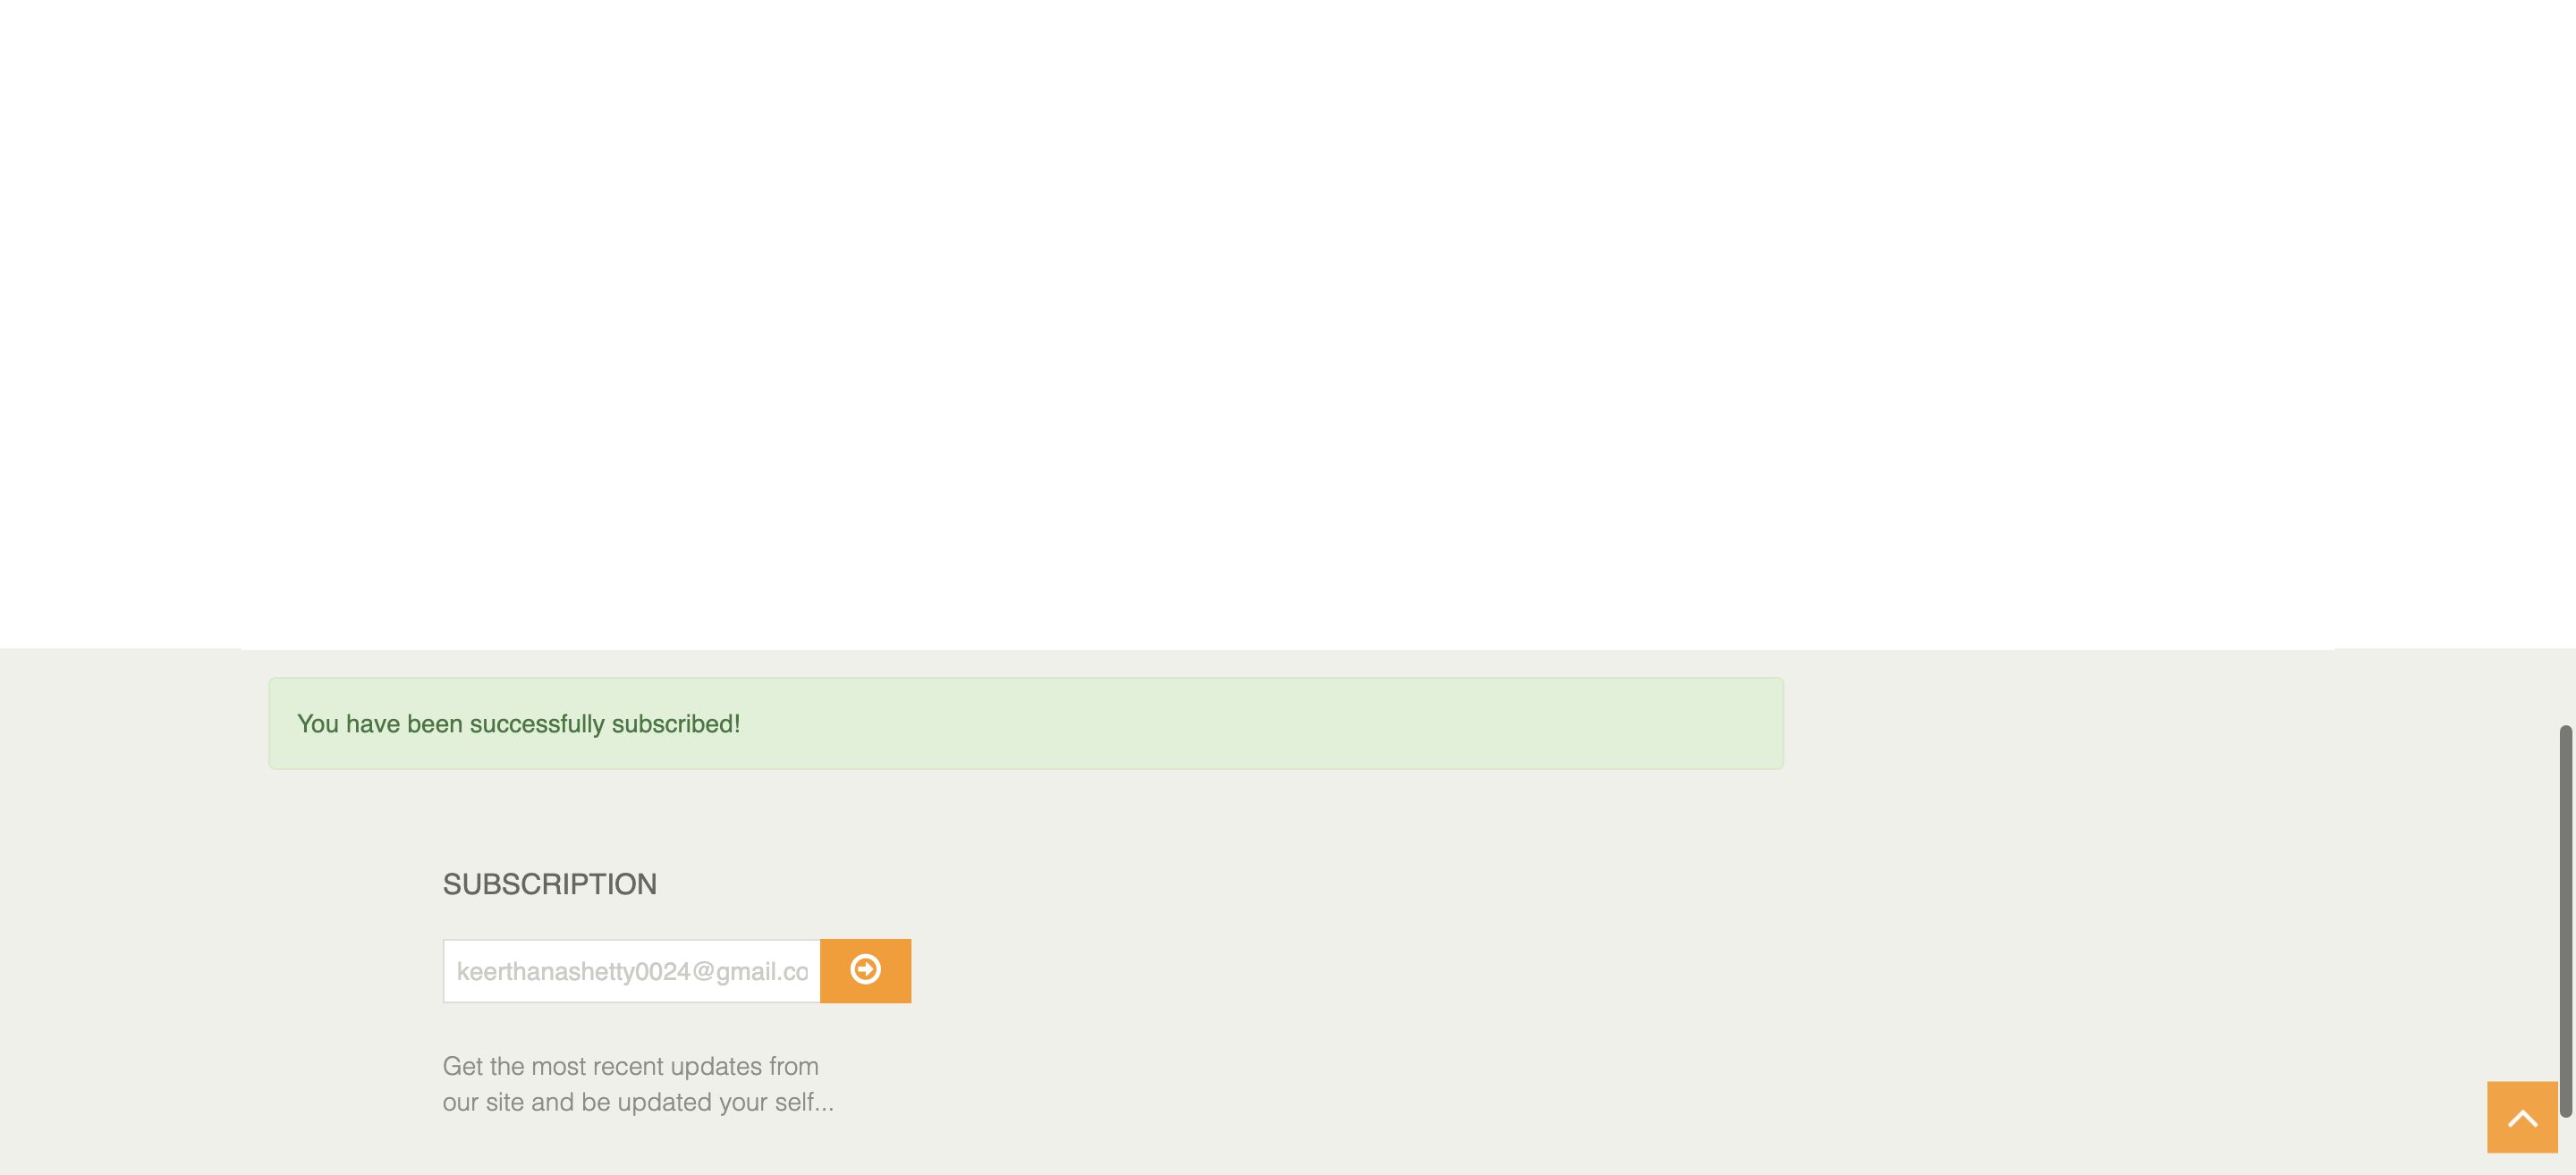 You have been successfully subscribed!
SUBSCRIPTION
keerthanashetty0024@gmail.co
Get the most recent updates from
our site and be updated your self...